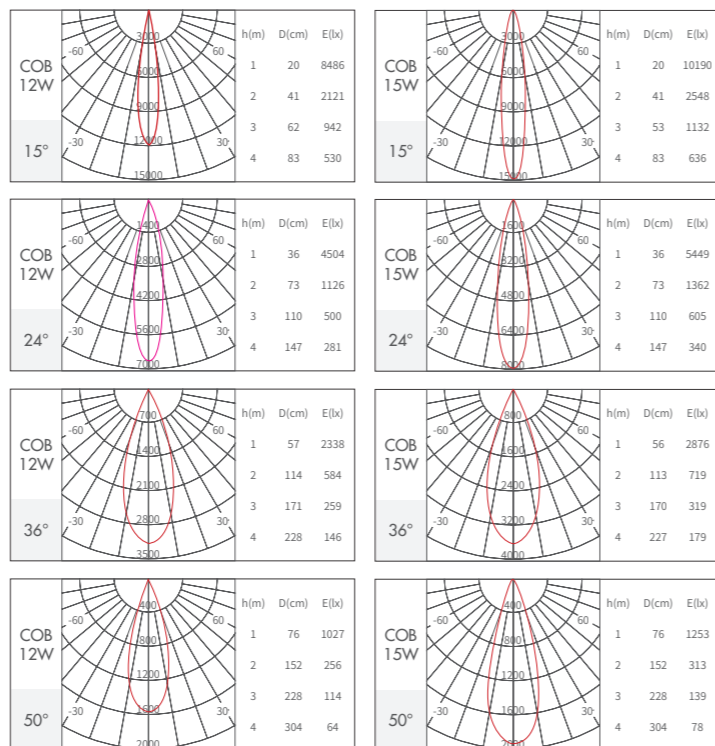 COB
12W
15°
3000
6000
9000
12000
15000
-60
60
-30
30
h(m) D(cm) E(lx)
1 20 8486
2 41 2121
3 62 942
4 83 530
COB
15W
15°
3000
6000
9000
12000
15000
-60
60
-30
30
h(m) D(cm) E(lx)
1 20 10190
2 41 2548
3 53 1132
4 83 636
COB
12W
24°
1400
2800
4200
5600
7000
-60
60
-30
30
h(m) D(cm) E(lx)
1 36 4504
2 73 1126
3 110 500
4 147 281
COB
15W
24°
1600
3200
4800
6400
8000
-60
60
-30
30
h(m) D(cm) E(lx)
1 36 5449
2 73 1362
3 110 605
4 147 340
COB
12W
36°
700
1400
2100
2800
3500
-60
60
-30
30
h(m) D(cm) E(lx)
1 57 2338
2 114 584
3 171 259
4 228 146
COB
15W
36°
800
1600
2400
3200
4000
-60
60
-30
30
h(m) D(cm) E(lx)
1 56 2876
2 113 719
3 170 319
4 227 179
COB
12W
50°
400
800
1200
1600
2000
-60
60
-30
30
h(m) D(cm) E(lx)
1 76 1027
2 152 256
3 228 114
4 304 64
COB
15W
50°
400
800
1200
1600
2000
-60
60
-30
30
h(m) D(cm) E(lx)
1 76 1253
2 152 313
3 228 139
4 304 78